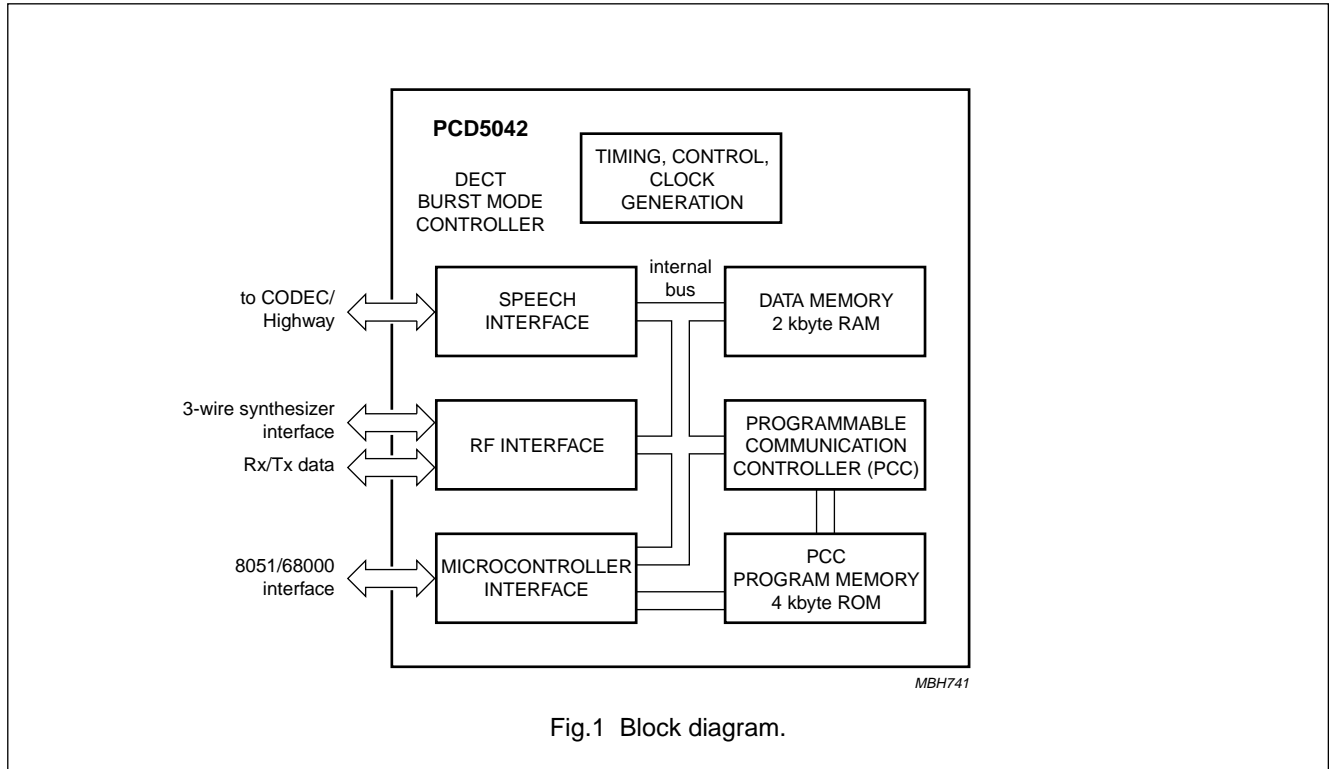 PCD5042
DECT
BURST MODE
CONTROLLER
TIMING, CONTROL,
CLOCK
GENERATION
to CODEC/
Highway
SPEECH
INTERFACE
internal
bus
DATA MEMORY
2 kbyte RAM
3-wire synthesizer
interface
Rx/Tx data
RF INTERFACE
PROGRAMMABLE
COMMUNICATION
CONTROLLER (PCC)
8051/68000
interface
MICROCONTROLLER
INTERFACE
PCC
PROGRAM MEMORY
4 kbyte ROM
MBH741
Fig.1 Block diagram.